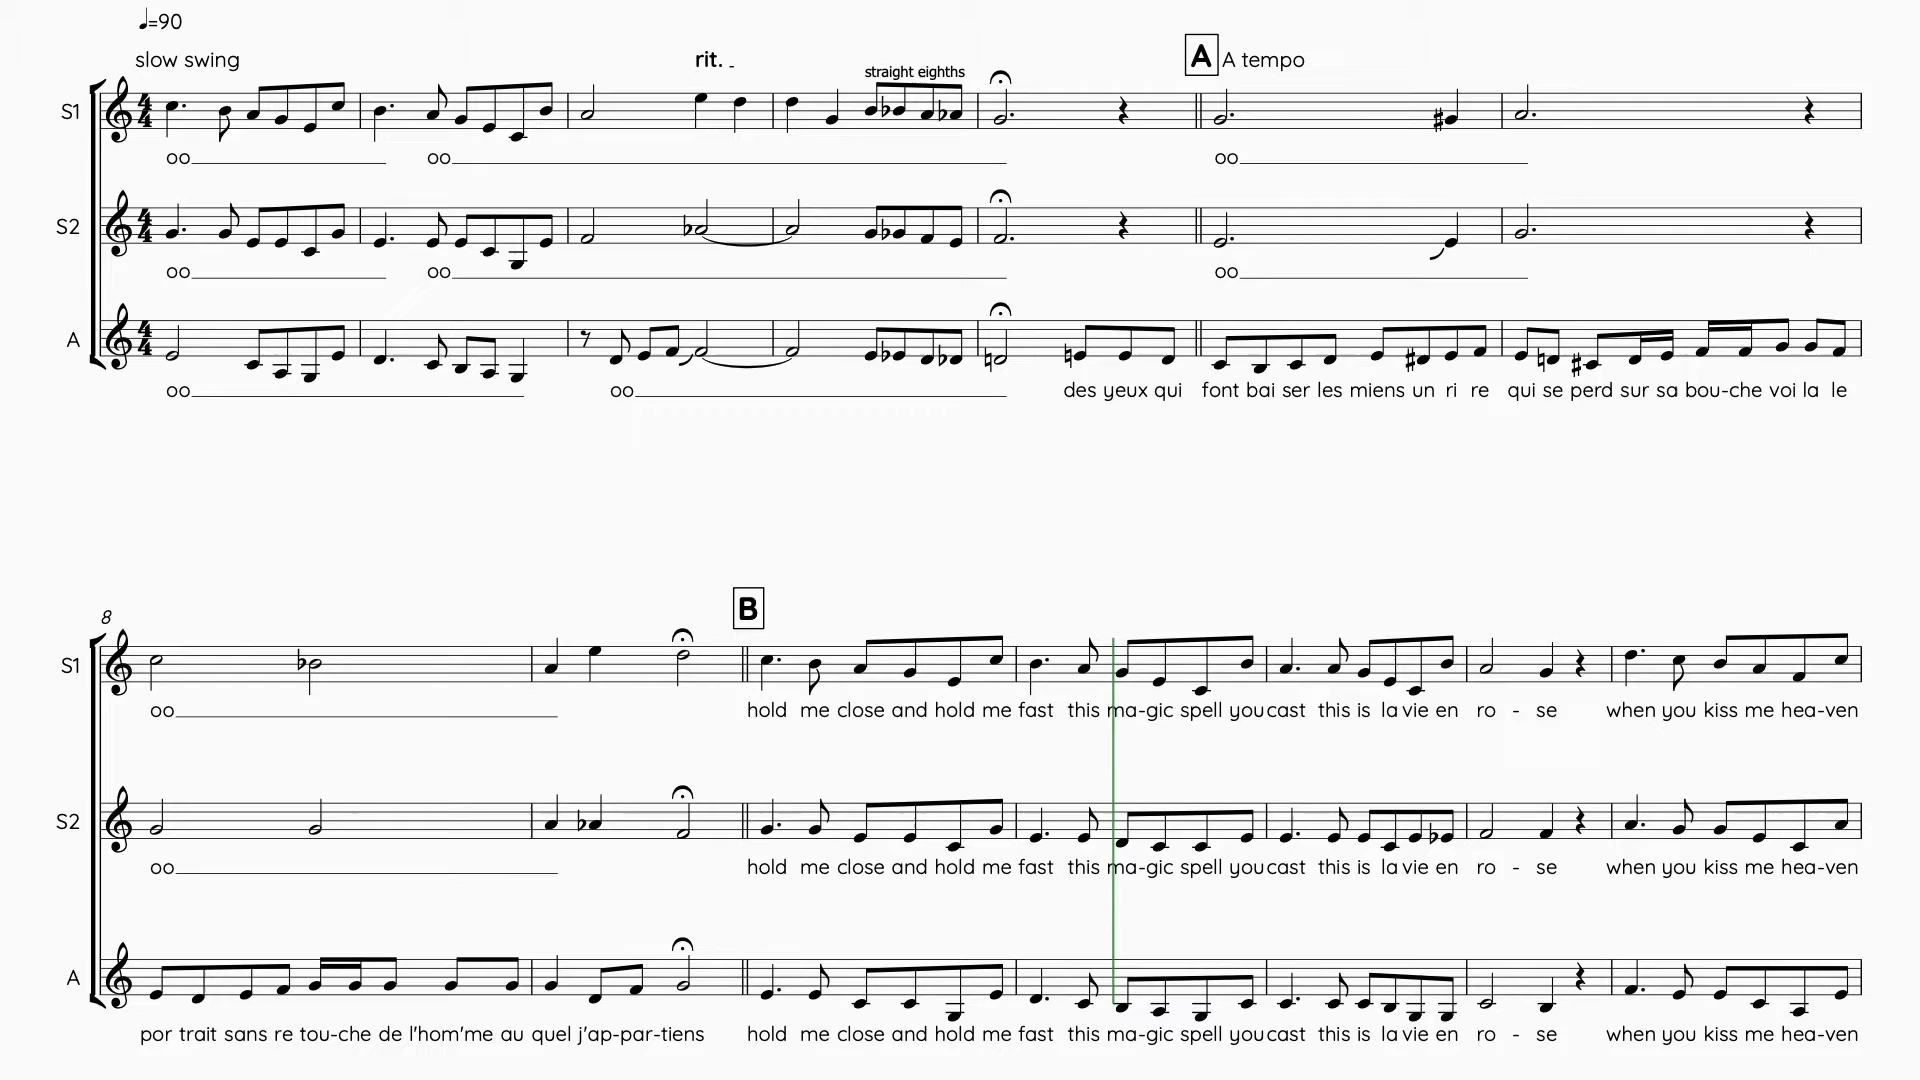 ♩=90
slow swing
rit. -
straight eighths
A A tempo
S1
oo oo oo
S2
oo oo oo
A
oo oo des yeux qui font bai ser les miens un ri re qui se perd sur sa bou-che voi la le
8
B
S1
oo hold me close and hold me fast this ma-gic spell you cast this is la vie en ro - se when you kiss me hea-ven
S2
oo hold me close and hold me fast this ma-gic spell you cast this is la vie en ro - se when you kiss me hea-ven
A
por trait sans re tou-che de l'hom'me au quel j'ap-par-tiens hold me close and hold me fast this ma-gic spell you cast this is la vie en ro - se when you kiss me hea-ven